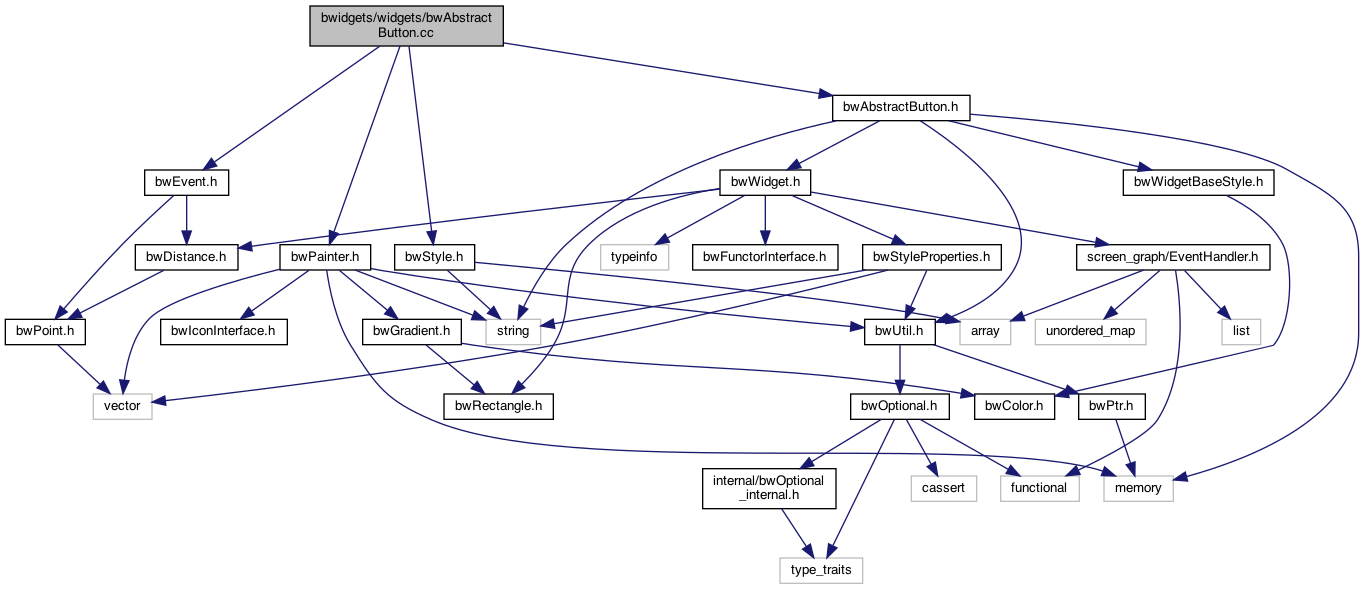 bwidgets/widgets/bwAbstract
Button.cc
bwAbstractButton.h
bwEvent.h
bwWidget.h
bwWidgetBaseStyle.h
bwDistance.h
bwPainter.h
bwStyle.h
typeinfo
bwFunctorInterface.h
bwStyleProperties.h
screen_graph/EventHandler.h
bwPoint.h
bwIconInterface.h
bwGradient.h
string
bwUtil.h
array
unordered_map
list
vector
bwRectangle.h
bwOptional.h
bwColor.h
bwPtr.h
internal/bwOptional
_internal.h
cassert
functional
memory
type_traits